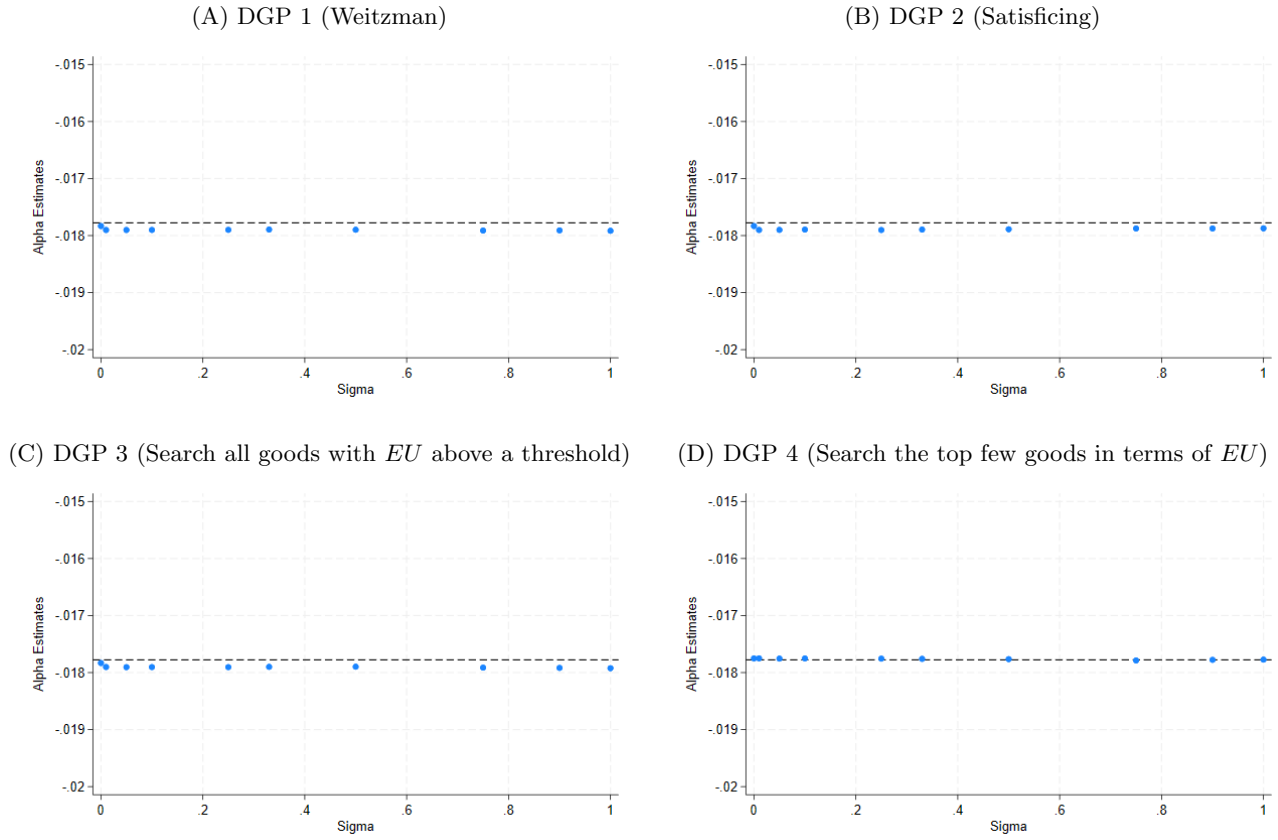 (A) DGP 1 (Weitzman)
-.015
-.016
-.017
-.018
-.019
-.02
Alpha Estimates
0 .2 .4 .6 .8 1
Sigma
(B) DGP 2 (Satisficing)
-.015
-.016
-.017
-.018
-.019
-.02
Alpha Estimates
0 .2 .4 .6 .8 1
Sigma
(C) DGP 3 (Search all goods with EU above a threshold)
-.015
-.016
-.017
-.018
-.019
-.02
Alpha Estimates
0 .2 .4 .6 .8 1
Sigma
(D) DGP 4 (Search the top few goods in terms of EU)
-.015
-.016
-.017
-.018
-.019
-.02
Alpha Estimates
0 .2 .4 .6 .8 1
Sigma